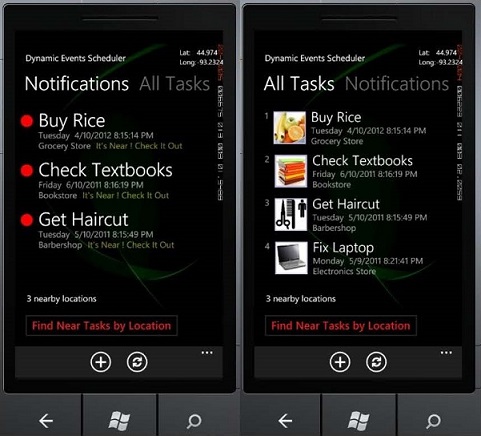 Dynamic Events Scheduler
Lat: 44.974
Long:-93.2324
Notifications All Tasks
Buy Rice
Tuesday 4/10/2012 8:15:14 PM
Grocery Store It's Near ! Check It Out
Check Textbooks
Friday 6/10/2011 8:16:19 PM
Bookstore It's Near ! Check It Out
Get Haircut
Tuesday 5/10/2011 8:15:49 PM
Barbershop It's Near ! Check It Out
3 nearby locations
Find Near Tasks by Location
Dynamic Events Scheduler
Lat: 44.974
Long:-93.2324
All Tasks Notifications
1 Buy Rice
Tuesday 4/10/2012 8:15:14 PM
Grocery Store
2 Check Textbooks
Friday 6/10/2011 8:16:19 PM
Bookstore
3 Get Haircut
Tuesday 5/10/2011 8:15:49 PM
Barbershop
4 Fix Laptop
Monday 5/9/2011 8:21:41 PM
Electronics Store
3 nearby locations
Find Near Tasks by Location